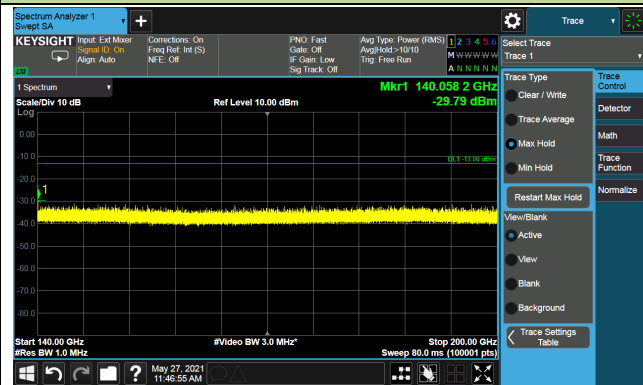 Spectrum Analyzer 1
Swept SA
Trace
KEYSIGHT
LXI
Input: Ext Mixer
Signal ID: On
Align: Auto
Corrections: On
Freq Ref: Int (S)
NFE: Off
PNO: Fast
Gate: Off
IF Gain: Low
Sig Track: Off
Avg Type: Power (RMS)
Avg|Hold:>10/10
Trig: Free Run
1 2 3 4 5 6
M W W W W W
A N N N N N
Select Trace
Trace 1
1 Spectrum
Scale/Div 10 dB
Log
Ref Level 10.00 dBm
Mkr1 140.058 2 GHz
-29.79 dBm
0.00
-10.0
-20.0
-30.0
-40.0
-50.0
-60.0
-70.0
-80.0
DL1 -13.00 dBm
1
Start 140.00 GHz
#Res BW 1.0 MHz
#Video BW 3.0 MHz*
Stop 200.00 GHz
Sweep 80.0 ms (100001 pts)
Trace Type
Clear / Write
Trace Average
Max Hold
Min Hold
Restart Max Hold
View/Blank
Active
View
Blank
Background
Trace Settings
Table
Trace
Control
Detector
Math
Trace
Function
Normalize
?
May 27, 2021
11:46:55 AM